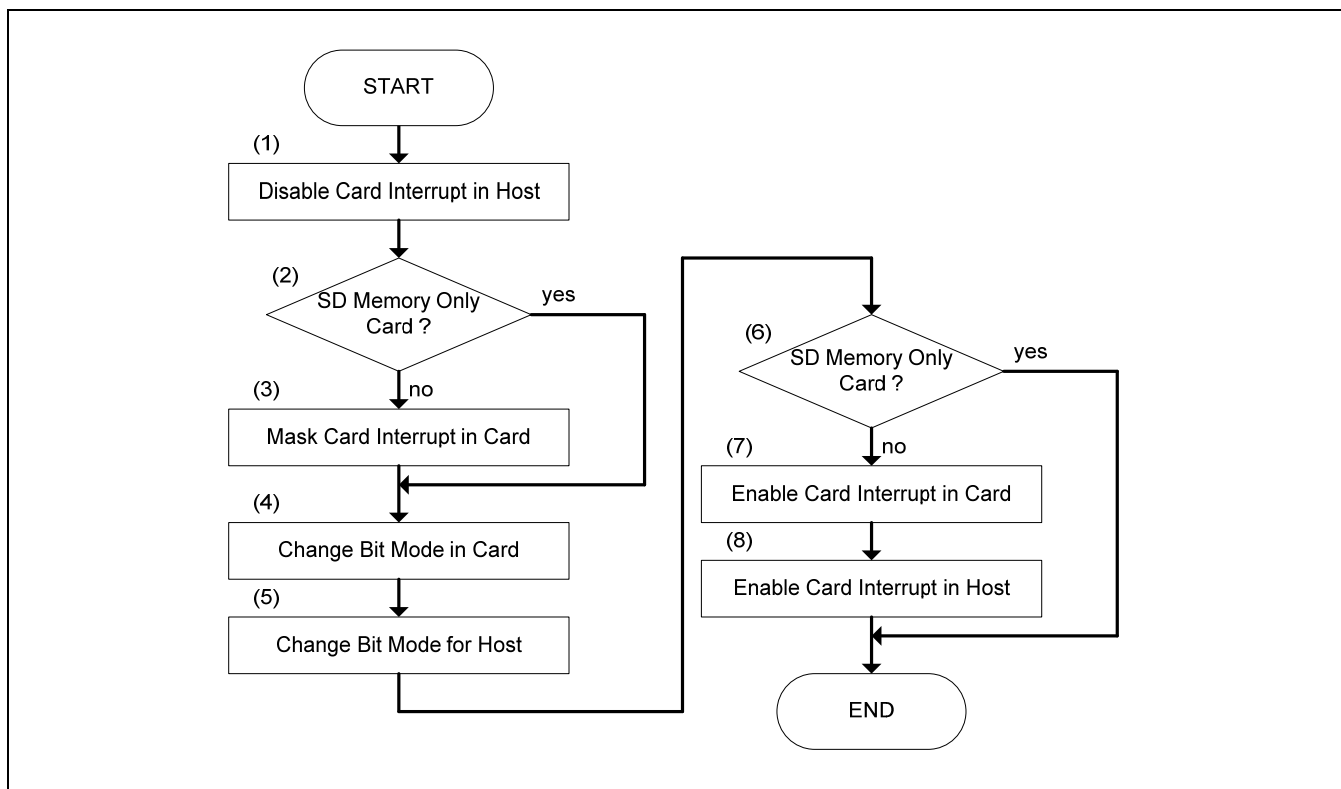 START
(1)
Disable Card Interrupt in Host
(2)
SD Memory Only
Card ?
yes
no
(3)
Mask Card Interrupt in Card
(4)
Change Bit Mode in Card
(5)
Change Bit Mode for Host
(6)
SD Memory Only
Card ?
yes
no
(7)
Enable Card Interrupt in Card
(8)
Enable Card Interrupt in Host
END